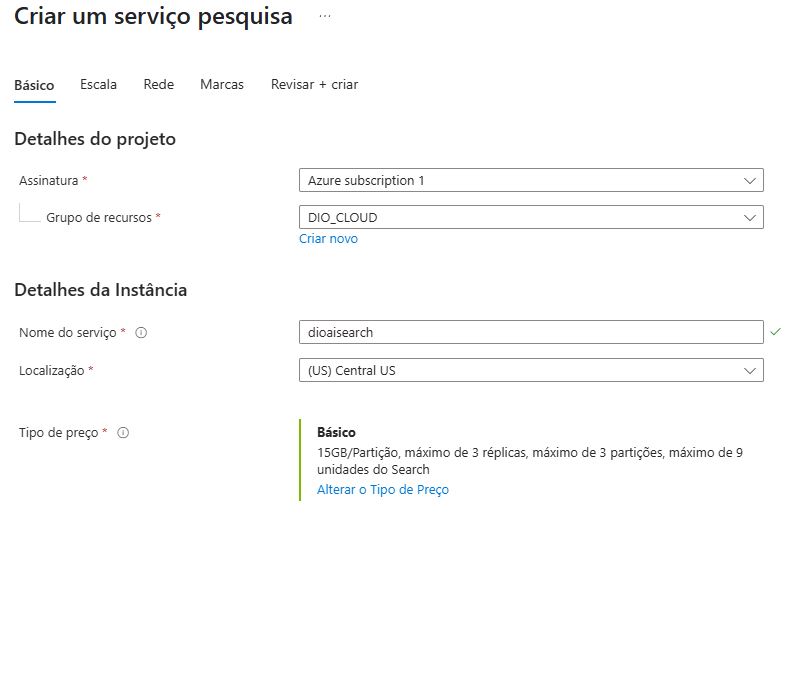 Criar um serviço pesquisa ...
Básico Escala Rede Marcas Revisar + criar
Detalhes do projeto
Assinatura * Azure subscription 1
Grupo de recursos * DIO_CLOUD
Criar novo
Detalhes da Instância
Nome do serviço * dioaisearch
Localização * (US) Central US
Tipo de preço * Básico
15GB/Partição, máximo de 3 réplicas, máximo de 3 partições, máximo de 9
unidades do Search
Alterar o Tipo de Preço